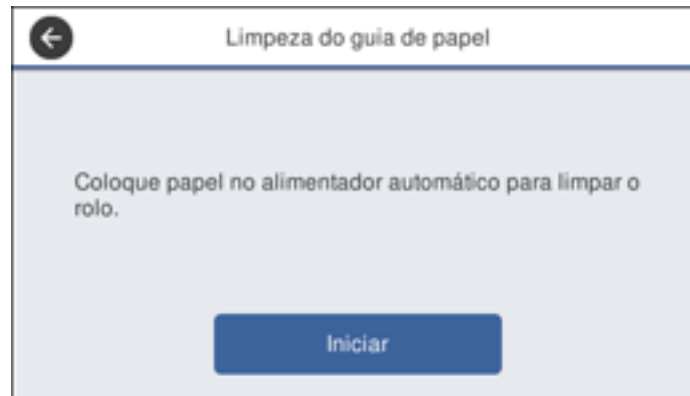 Limpeza do guia de papel
Coloque papel no alimentador automático para limpar o
rolo.
Iniciar